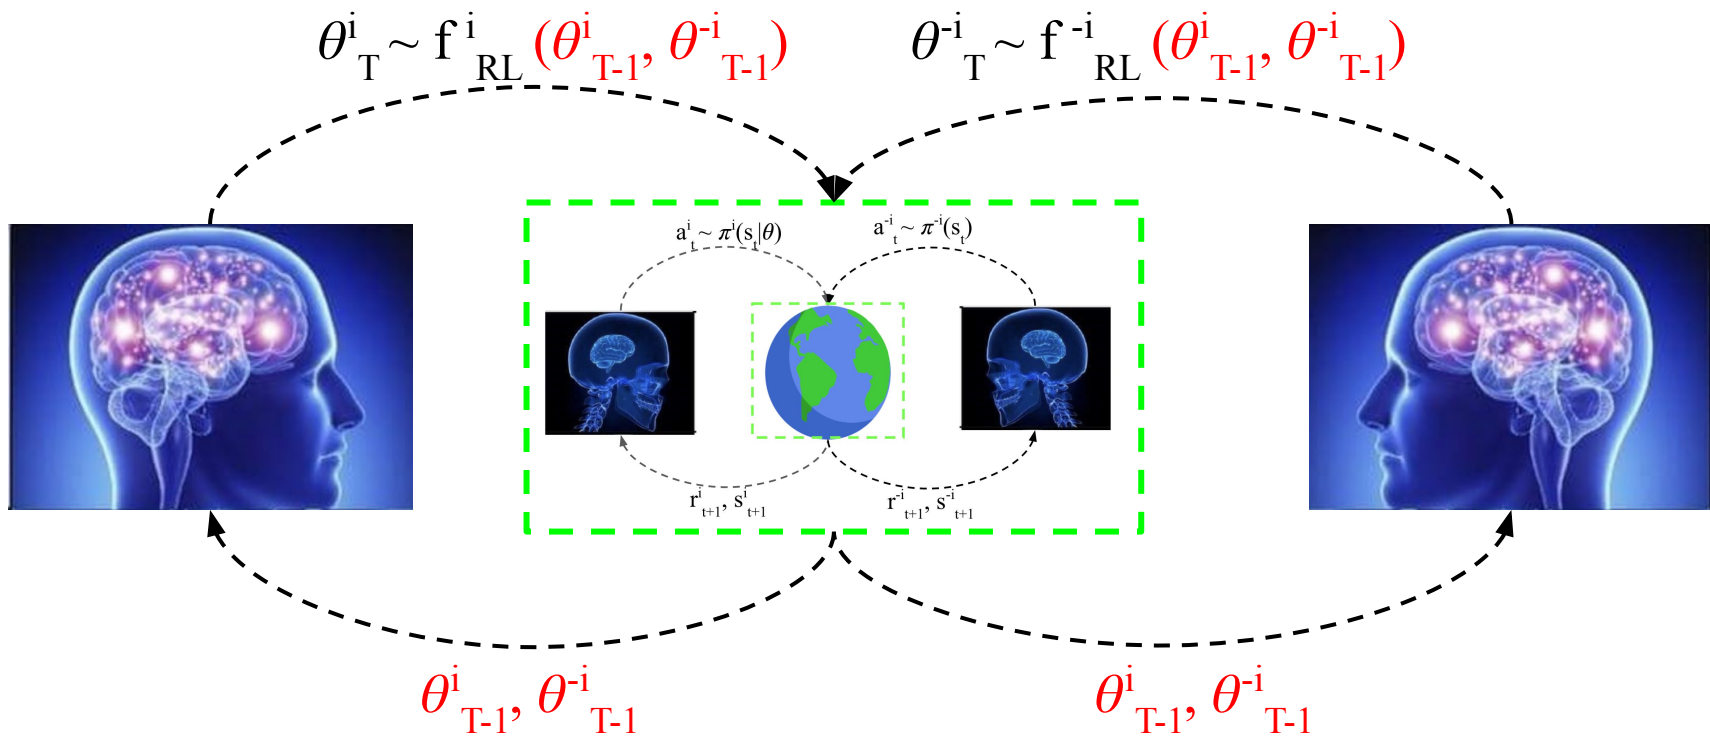 θ^i_T ~ f^i_RL (θ^i_T-1, θ^-i_T-1)
θ^-i_T ~ f^-i_RL (θ^i_T-1, θ^-i_T-1)
a^i_t ~ π^i(s_t|θ)
a^-i_t ~ π^-i(s_t)
r^i_t+1, s^i_t+1
r^-i_t+1, s^-i_t+1
θ^i_T-1, θ^-i_T-1
θ^i_T-1, θ^-i_T-1